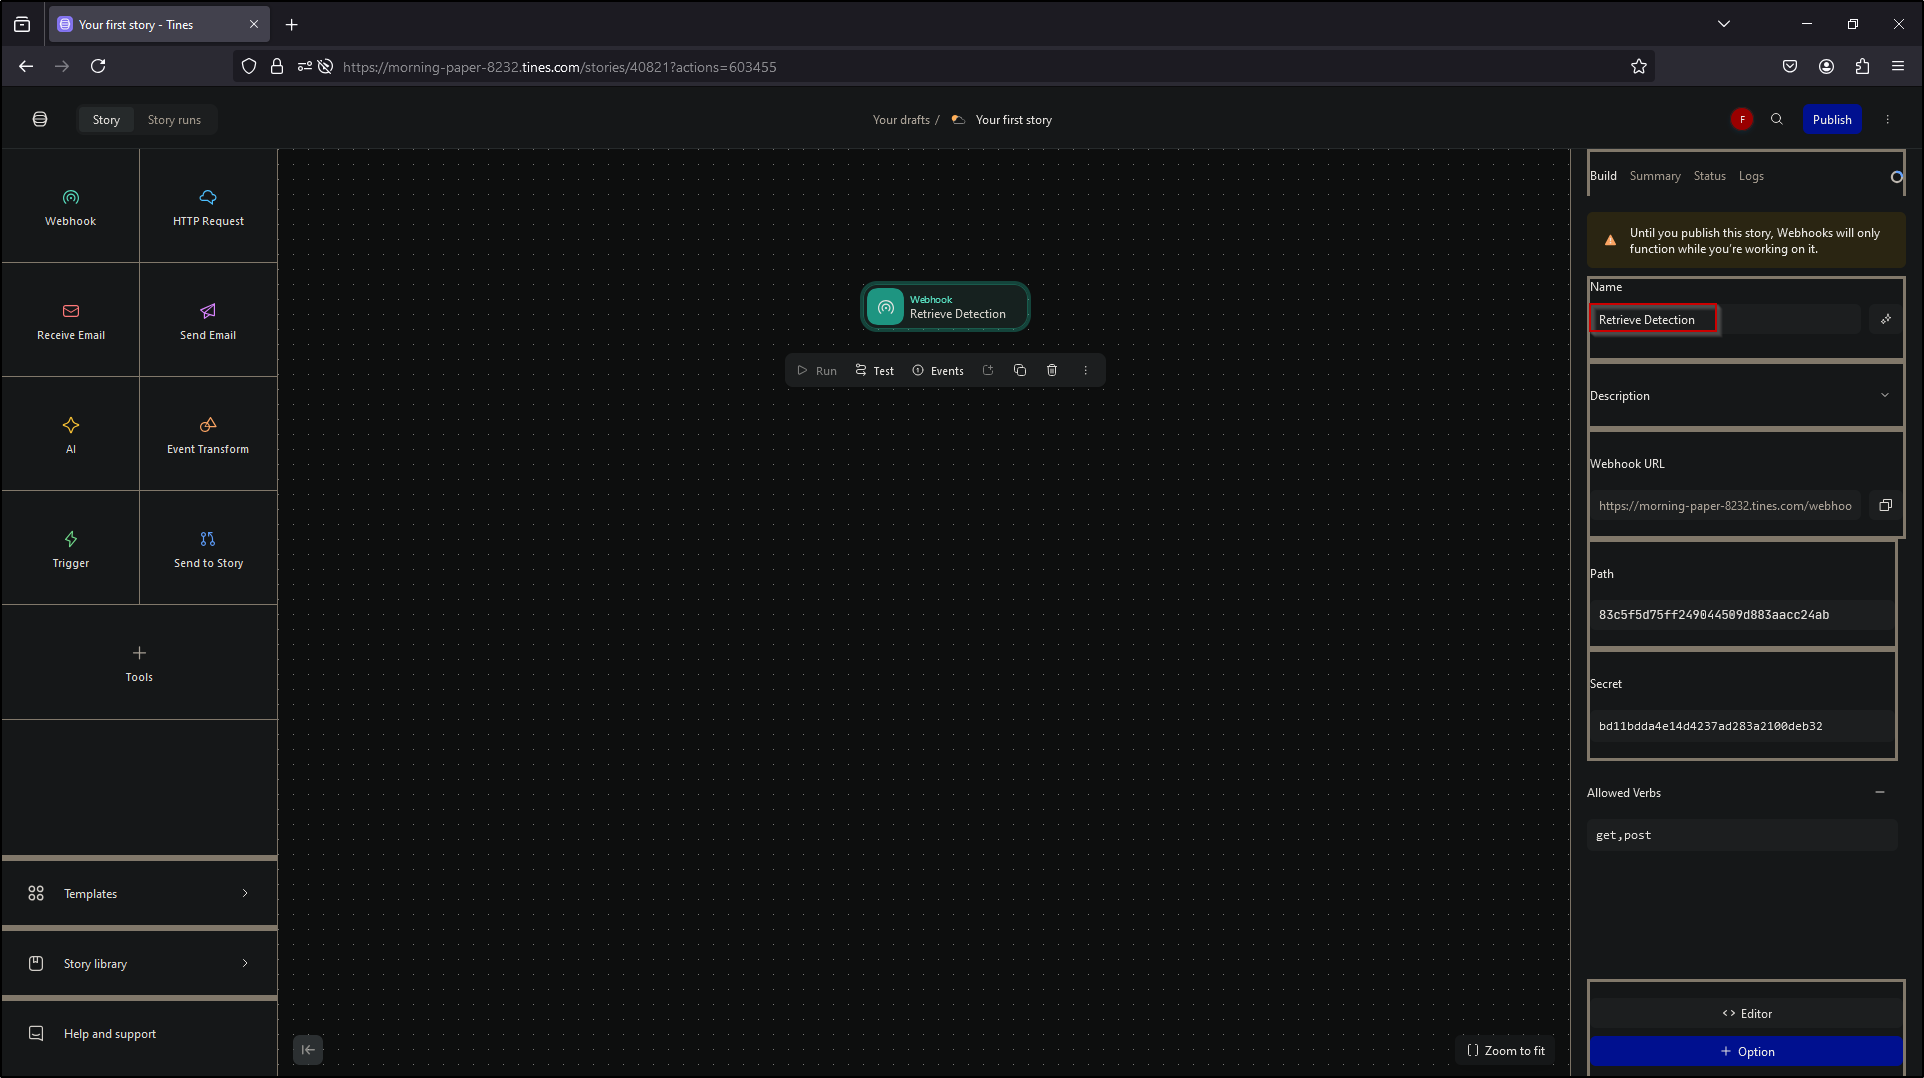 Your first story - Tines
https://morning-paper-8232.tines.com/stories/40821?actions=603455
Story
Story runs
Your drafts /
Your first story
F
Publish
Webhook
HTTP Request
Receive Email
Send Email
AI
Event Transform
Trigger
Send to Story
Tools
Templates
Story library
Help and support
Webhook
Retrieve Detection
Run
Test
Events
Zoom to fit
Build
Summary
Status
Logs
Until you publish this story, Webhooks will only
function while you're working on it.
Name
Retrieve Detection
Description
Webhook URL
https://morning-paper-8232.tines.com/webhoo
Path
83c5f5d75ff249044509d883aacc24ab
Secret
bd11bdda4e14d4237ad283a2100deb32
Allowed Verbs
get,post
<> Editor
+ Option